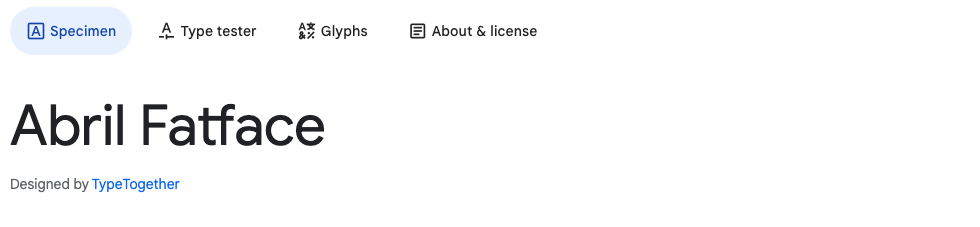 Specimen Type tester Glyphs About & license
Abril Fatface
Designed by TypeTogether